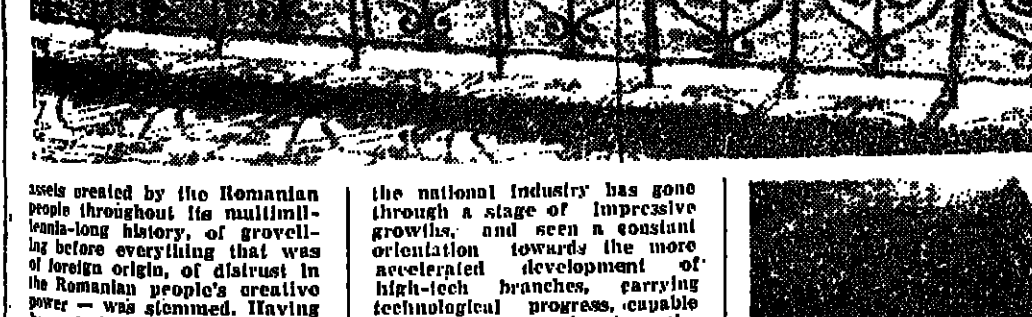 assets created by the Romanian
people throughout its multimil-
lennia-long history, of grovell-
ing before everything that was
of foreign origin, of distrust in
the Romanian people's creative
power — was stemmed. Having
the national industry has gone
through a stage of impressive
growths, and seen a constant
orientation towards the more
accelerated development of
high-tech branches, carrying
technological progress, capable